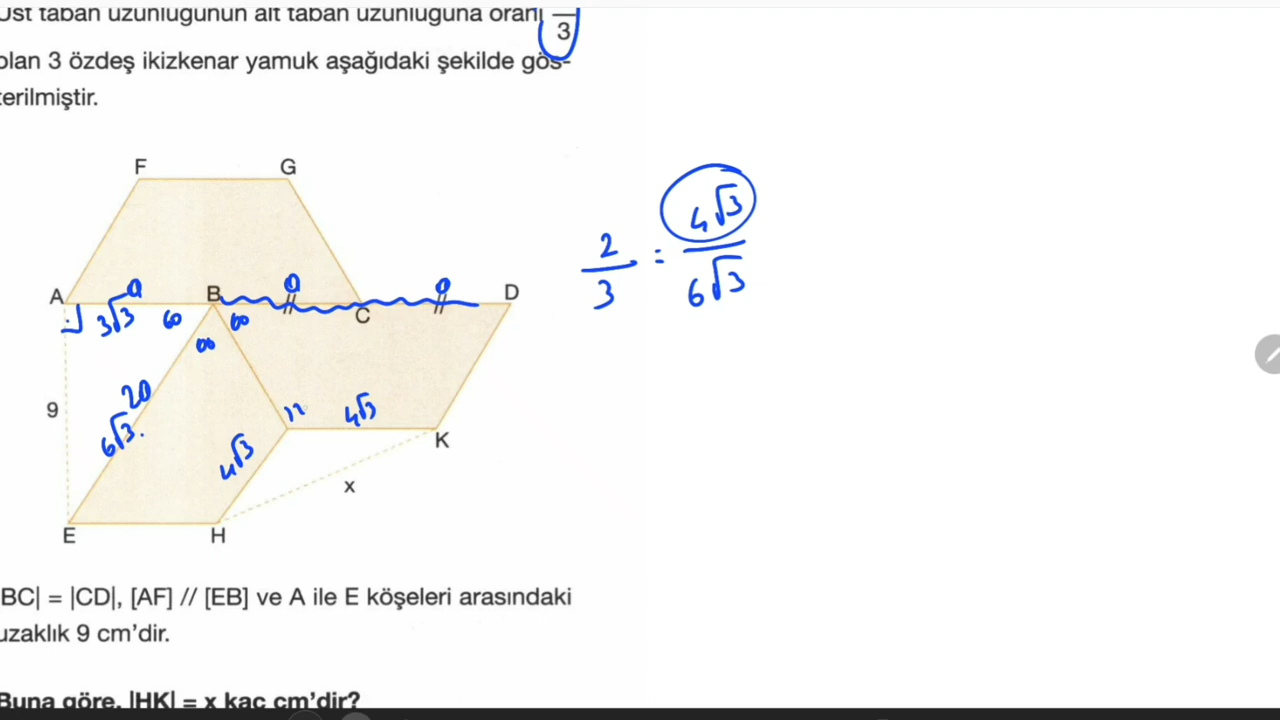 Üst taban uzunluğunun alt taban uzunluğuna oranı 3
olan 3 özdeş ikizkenar yamuk aşağıdaki şekilde gös-
terilmiştir.
F G
2/3 = 4√3/6√3
A B C D
a a a
3√3 60 60
60
20
9
6√3
4√3
4√3
K
x
E H
BC| = |CD|, [AF] // [EB] ve A ile E köşeleri arasındaki
uzaklık 9 cm'dir.
Buna göre, |HK| = x kaç cm'dir?